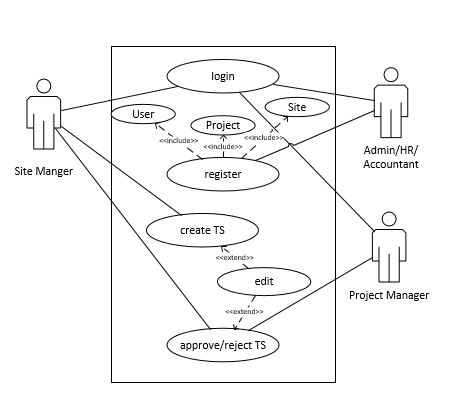 login
User
Site
Project
<<include>>
<<include>>
<<include>>
Site Manger
Admin/HR/
Accountant
register
create TS
<<extend>>
edit
Project Manager
<<extend>>
approve/reject TS